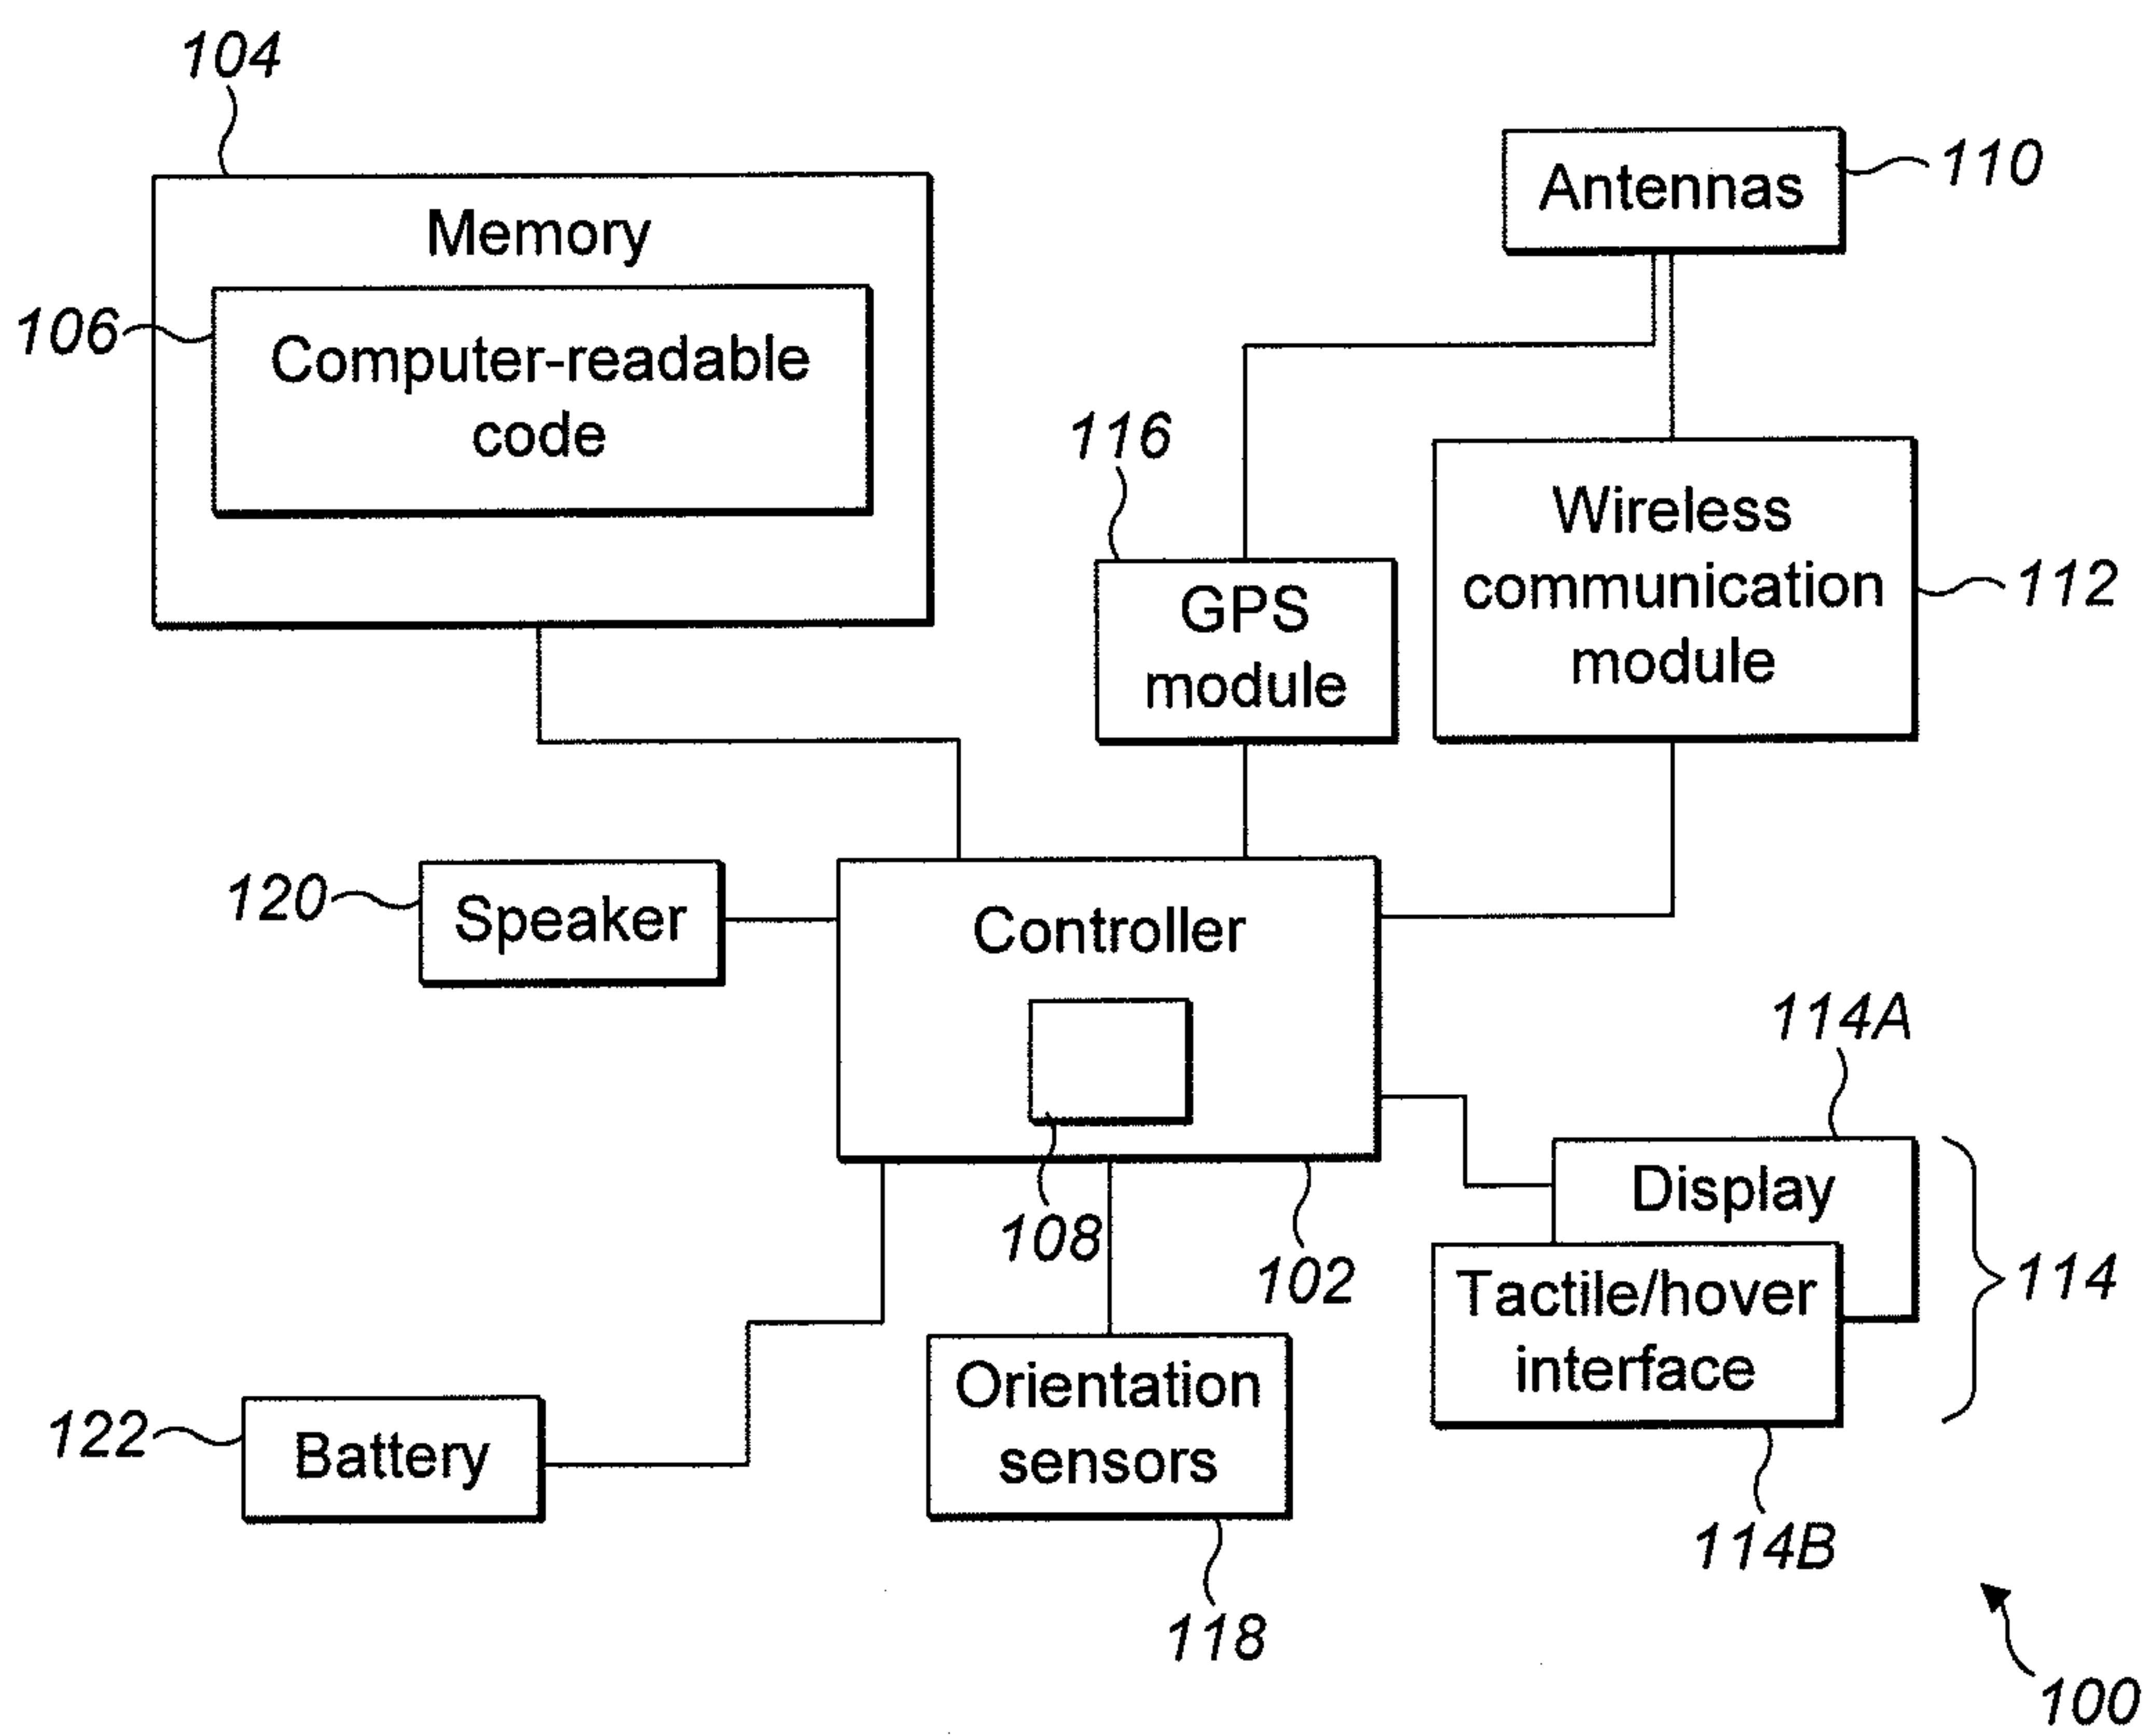 104
Memory
106
Computer-readable
code
Antennas
110
116
GPS
module
Wireless
communication
module
112
120
Speaker
Controller
108
102
114A
Display
Tactile/hover
interface
114
114B
122
Battery
Orientation
sensors
118
100